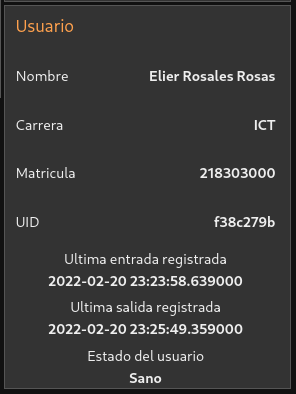 Usuario
Nombre Elier Rosales Rosas
Carrera ICT
Matricula 218303000
UID f38c279b
Ultima entrada registrada
2022-02-20 23:23:58.639000
Ultima salida registrada
2022-02-20 23:25:49.359000
Estado del usuario
Sano